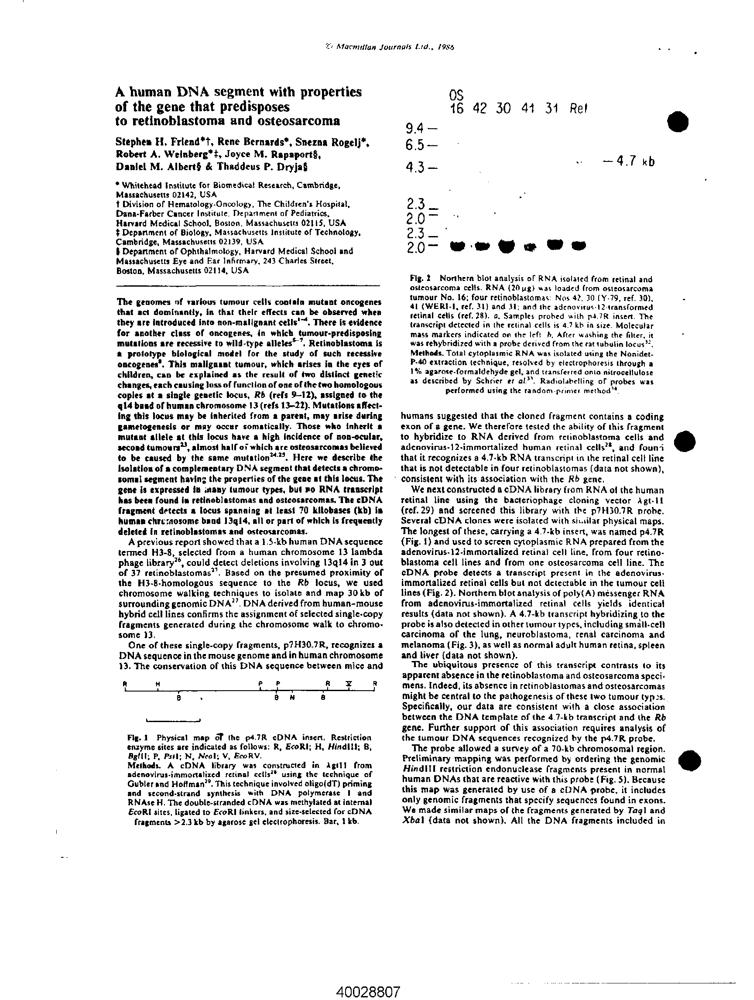 © Macmillan Journals Ltd., 1986
A human DNA segment with properties
of the gene that predisposes
to retinoblastoma and osteosarcoma
Stephen H. Friend*†, Rene Bernards*, Snezna Rogelj*,
Robert A. Weinberg*‡, Joyce M. Rapaport§,
Daniel M. Albert§ & Thaddeus P. Dryja§
* Whitehead Institute for Biomedical Research, Cambridge,
Massachusetts 02142, USA
† Division of Hematology-Oncology, The Children's Hospital,
Dana-Farber Cancer Institute, Department of Pediatrics,
Harvard Medical School, Boston, Massachusetts 02115, USA
‡ Department of Biology, Massachusetts Institute of Technology,
Cambridge, Massachusetts 02139, USA
§ Department of Ophthalmology, Harvard Medical School and
Massachusetts Eye and Ear Infirmary, 243 Charles Street,
Boston, Massachusetts 02114, USA
The genomes of various tumour cells contain mutant oncogenes
that act dominantly, in that their effects can be observed when
they are introduced into non-malignant cells¹⁻⁴. There is evidence
for another class of oncogenes, in which tumour-predisposing
mutations are recessive to wild-type alleles⁵⁻⁷. Retinoblastoma is
a prototype biological model for the study of such recessive
oncogenes⁸. This malignant tumour, which arises in the eyes of
children, can be explained as the result of two distinct genetic
changes, each causing loss of function of one of the two homologous
copies at a single genetic locus, Rb (refs 9–12), assigned to the
q14 band of human chromosome 13 (refs 13–22). Mutations affect-
ing this locus may be inherited from a parent, may arise during
gametogenesis or may occur somatically. Those who inherit a
mutant allele at this locus have a high incidence of non-ocular,
second tumours²³, almost half of which are osteosarcomas believed
to be caused by the same mutation²⁴,²⁵. Here we describe the
isolation of a complementary DNA segment that detects a chromo-
somal segment having the properties of the gene at this locus. The
gene is expressed in many tumour types, but no RNA transcript
has been found in retinoblastomas and osteosarcomas. The cDNA
fragment detects a locus spanning at least 70 kilobases (kb) in
human chromosome band 13q14, all or part of which is frequently
deleted in retinoblastomas and osteosarcomas.
A previous report showed that a 1.5-kb human DNA sequence
termed H3-8, selected from a human chromosome 13 lambda
phage library²⁶, could detect deletions involving 13q14 in 3 out
of 37 retinoblastomas²⁷. Based on the presumed proximity of
the H3-8-homologous sequence to the Rb locus, we used
chromosome walking techniques to isolate and map 30 kb of
surrounding genomic DNA²⁷. DNA derived from human–mouse
hybrid cell lines confirms the assignment of selected single-copy
fragments generated during the chromosome walk to chromo-
some 13.
One of these single-copy fragments, p7H30.7R, recognizes a
DNA sequence in the mouse genome and in human chromosome
13. The conservation of this DNA sequence between mice and
R H P P R V R
B B N B
Fig. 1 Physical map of the p4.7R cDNA insert. Restriction
enzyme sites are indicated as follows: R, EcoRI; H, HindIII; B,
BglII; P, PstI; N, NcoI; V, EcoRV.
Methods. A cDNA library was constructed in λgt11 from
adenovirus-immortalized retinal cells²⁸ using the technique of
Gubler and Hoffman²⁹. This technique involved oligo(dT) priming
and second-strand synthesis with DNA polymerase I and
RNAse H. The double-stranded cDNA was methylated at internal
EcoRI sites, ligated to EcoRI linkers, and size-selected for cDNA
fragments >2.3 kb by agarose gel electrophoresis. Bar, 1 kb.
OS
16 42 30 41 31 Ret
9.4 –
6.5 –
4.3 – – 4.7 kb
2.3 –
2.0 –
2.3 –
2.0 –
Fig. 2 Northern blot analysis of RNA isolated from retinal and
osteosarcoma cells. RNA (20 µg) was loaded from osteosarcoma
tumour No. 16; four retinoblastomas: Nos 42, 30 (Y-79, ref. 30),
41 (WERI-1, ref. 31) and 31; and the adenovirus-12 transformed
retinal cells (ref. 28). a, Samples probed with p4.7R insert. The
transcript detected in the retinal cells is 4.7 kb in size. Molecular
mass markers indicated on the left. b, After washing the filter, it
was rehybridized with a probe derived from the rat tubulin locus³².
Methods. Total cytoplasmic RNA was isolated using the Nonidet-
P-40 extraction technique, resolved by electrophoresis through a
1% agarose-formaldehyde gel, and transferred onto nitrocellulose
as described by Schrier et al³³. Radiolabelling of probes was
performed using the random-primer method³⁴.
humans suggested that the cloned fragment contains a coding
exon of a gene. We therefore tested the ability of this fragment
to hybridize to RNA derived from retinoblastoma cells and
adenovirus-12-immortalized human retinal cells²⁸, and found
that it recognizes a 4.7-kb RNA transcript in the retinal cell line
that is not detectable in four retinoblastomas (data not shown),
consistent with its association with the Rb gene.
We next constructed a cDNA library from RNA of the human
retinal line using the bacteriophage cloning vector λgt-11
(ref. 29) and screened this library with the p7H30.7R probe.
Several cDNA clones were isolated with similar physical maps.
The longest of these, carrying a 4.7-kb insert, was named p4.7R
(Fig. 1) and used to screen cytoplasmic RNA prepared from the
adenovirus-12-immortalized retinal cell line, from four retino-
blastoma cell lines and from one osteosarcoma cell line. The
cDNA probe detects a transcript present in the adenovirus-
immortalized retinal cells but not detectable in the tumour cell
lines (Fig. 2). Northern blot analysis of poly(A) messenger RNA
from adenovirus-immortalized retinal cells yields identical
results (data not shown). A 4.7-kb transcript hybridizing to the
probe is also detected in other tumour types, including small-cell
carcinoma of the lung, neuroblastoma, renal carcinoma and
melanoma (Fig. 3), as well as normal adult human retina, spleen
and liver (data not shown).
The ubiquitous presence of this transcript contrasts to its
apparent absence in the retinoblastoma and osteosarcoma speci-
mens. Indeed, its absence in retinoblastomas and osteosarcomas
might be central to the pathogenesis of these two tumour types.
Specifically, our data are consistent with a close association
between the DNA template of the 4.7-kb transcript and the Rb
gene. Further support of this association requires analysis of
the tumour DNA sequences recognized by the p4.7R probe.
The probe allowed a survey of a 70-kb chromosomal region.
Preliminary mapping was performed by ordering the genomic
HindIII restriction endonuclease fragments present in normal
human DNAs that are reactive with this probe (Fig. 5). Because
this map was generated by use of a cDNA probe, it includes
only genomic fragments that specify sequences found in exons.
We made similar maps of the fragments generated by TaqI and
XbaI (data not shown). All the DNA fragments included in
40028807